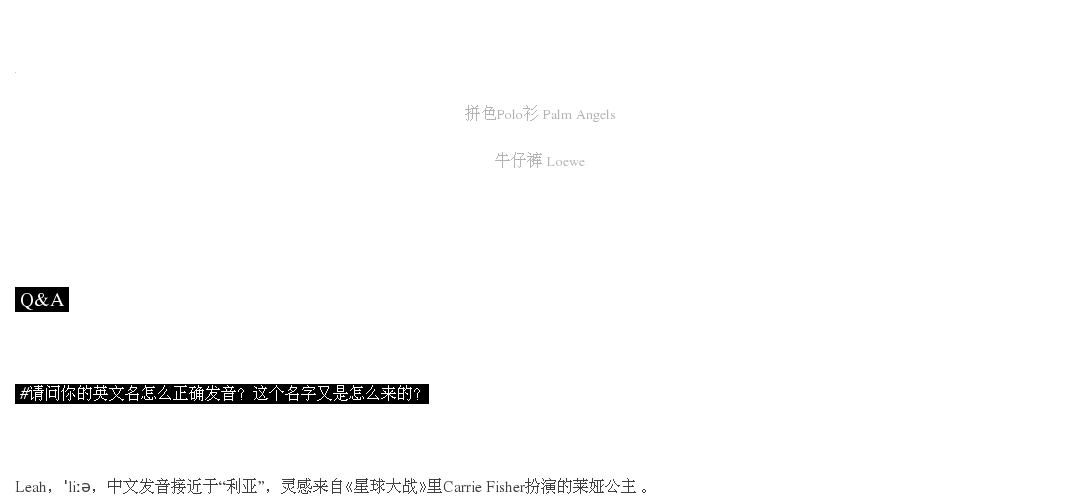 拼色Polo衫 Palm Angels
牛仔裤 Loewe
Q&A
#请问你的英文名怎么正确发音？这个名字又是怎么来的？
Leah，ˈliːə，中文发音接近于“利亚”，灵感来自《星球大战》里Carrie Fisher扮演的莱娅公主 。